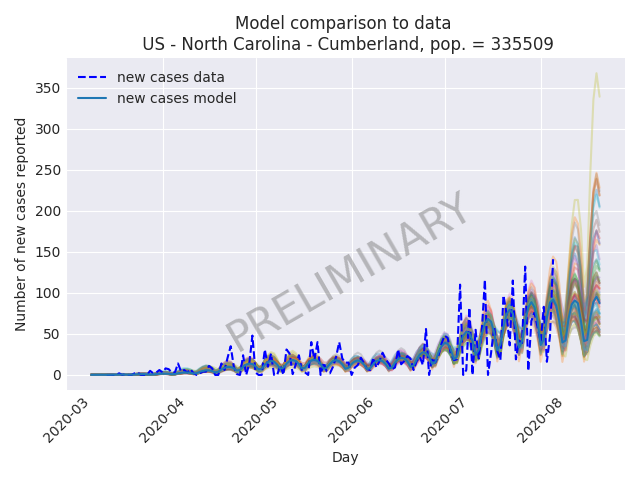 Model comparison to data
US - North Carolina - Cumberland, pop. = 335509
new cases data
new cases model
Number of new cases reported
350
300
250
200
150
100
50
0
PRELIMINARY
2020-03
2020-04
2020-05
2020-06
2020-07
2020-08
Day